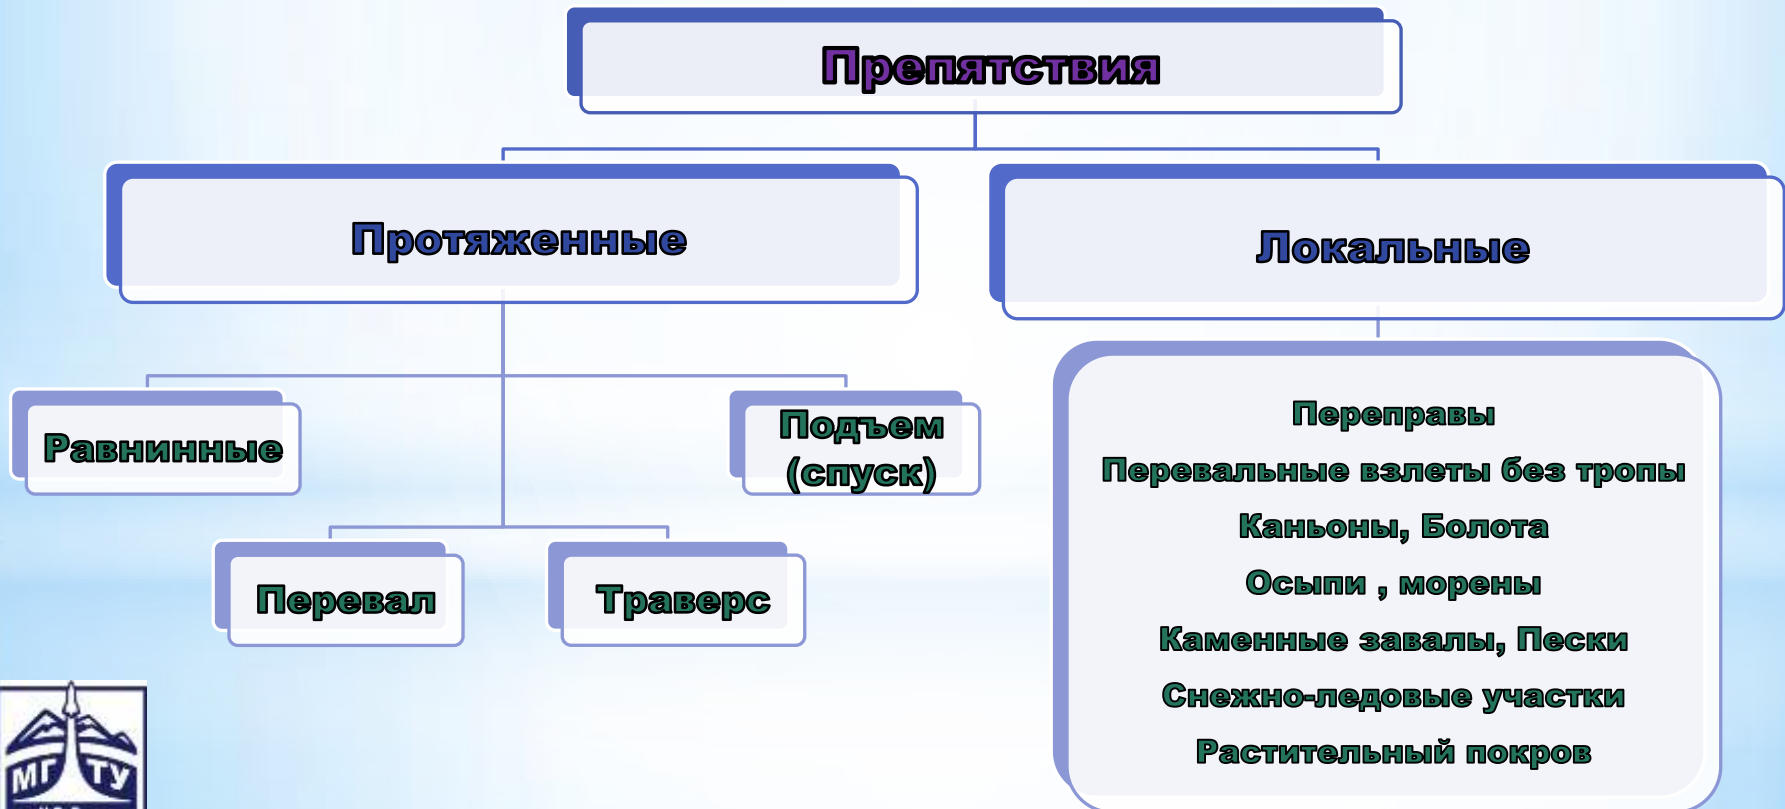 Препятствия
Протяженные
Локальные
Равнинные
Подъем
(спуск)
Перевал
Траверс
Переправы
Перевальные взлеты без тропы
Каньоны, Болота
Осыпи , морены
Каменные завалы, Пески
Снежно-ледовые участки
Растительный покров
МГ ТУ